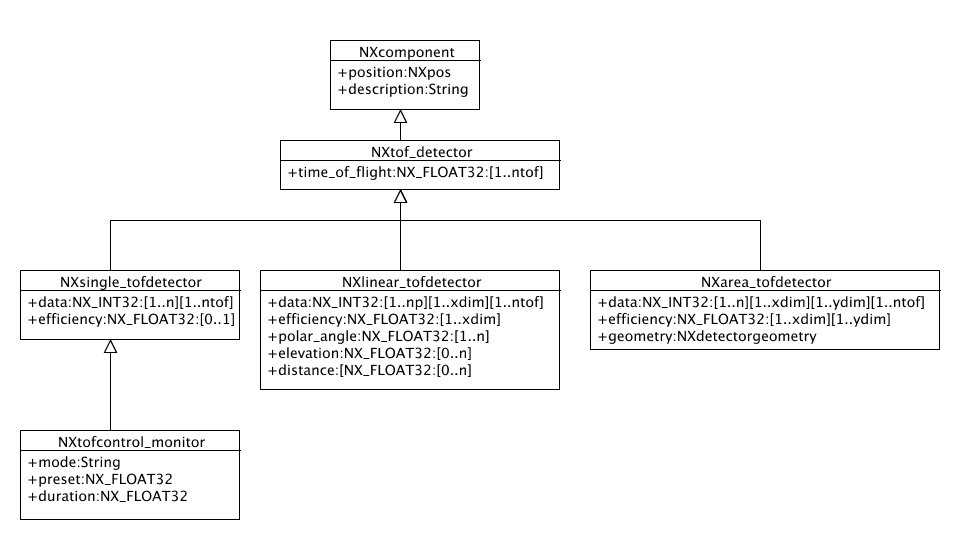 NXcomponent
+position:NXpos
+description:String
NXtof_detector
+time_of_flight:NX_FLOAT32:[1..ntof]
NXsingle_tofdetector
+data:NX_INT32:[1..n][1..ntof]
+efficiency:NX_FLOAT32:[0..1]
NXlinear_tofdetector
+data:NX_INT32:[1..np][1..xdim][1..ntof]
+efficiency:NX_FLOAT32:[1..xdim]
+polar_angle:NX_FLOAT32:[1..n]
+elevation:NX_FLOAT32:[0..n]
+distance:[NX_FLOAT32:[0..n]
NXarea_tofdetector
+data:NX_INT32:[1..n][1..xdim][1..ydim][1..ntof]
+efficiency:NX_FLOAT32:[1..xdim][1..ydim]
+geometry:NXdetectorgeometry
NXtofcontrol_monitor
+mode:String
+preset:NX_FLOAT32
+duration:NX_FLOAT32